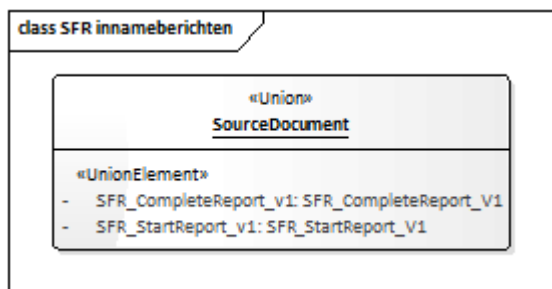 class SFR innameberichten
«Union»
SourceDocument
«UnionElement»
- SFR_CompleteReport_v1: SFR_CompleteReport_V1
- SFR_StartReport_v1: SFR_StartReport_V1